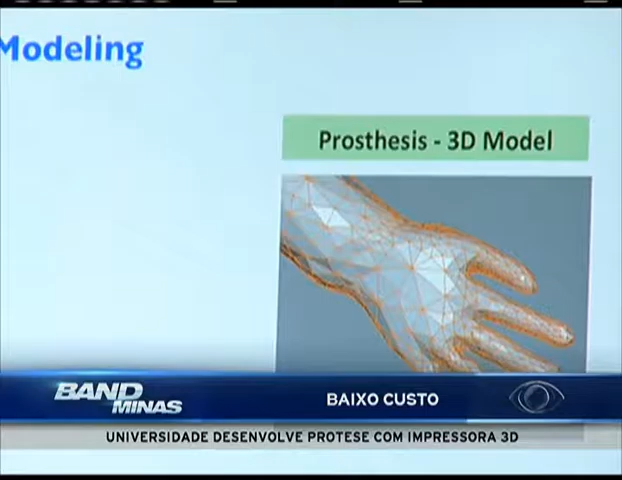 Modeling
Prosthesis - 3D Model
BAND
MINAS
BAIXO CUSTO
UNIVERSIDADE DESENVOLVE PROTESE COM IMPRESSORA 3D